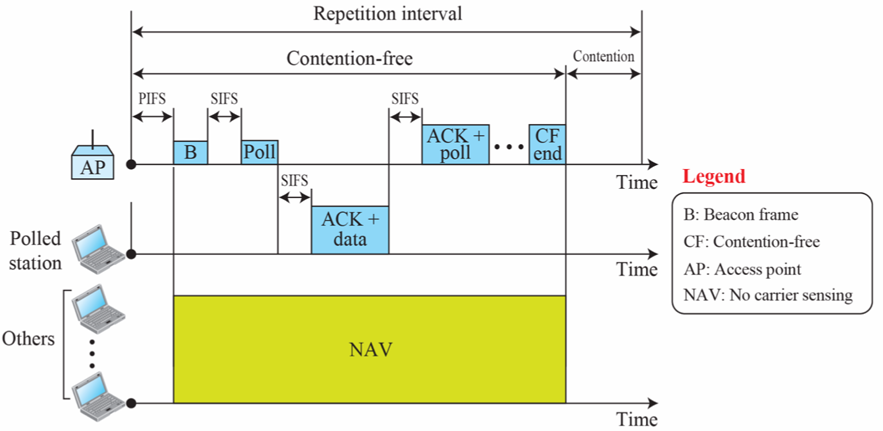 Repetition interval
Contention-free
Contention
PIFS
SIFS
SIFS
B
Poll
ACK +
poll
CF
end
AP
Time
SIFS
ACK +
data
Polled
station
Time
Others
NAV
Time
Legend
B: Beacon frame
CF: Contention-free
AP: Access point
NAV: No carrier sensing